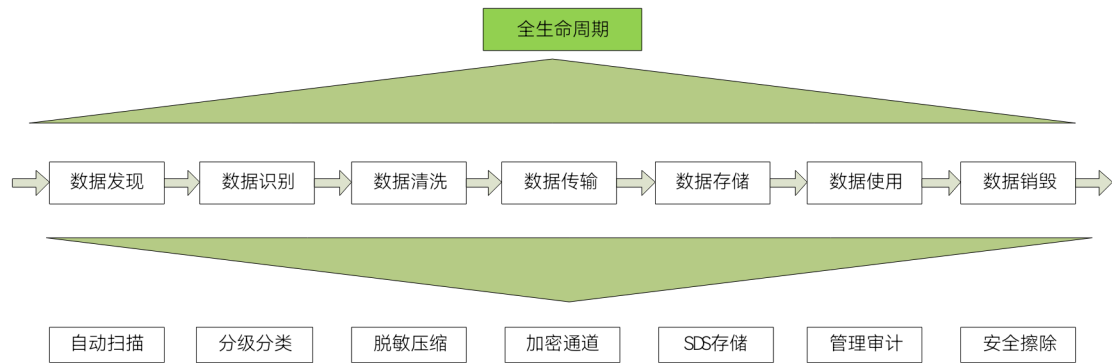 全生命周期
数据发现 数据识别 数据清洗 数据传输 数据存储 数据使用 数据销毁
自动扫描 分级分类 脱敏压缩 加密通道 SDS存储 管理审计 安全擦除